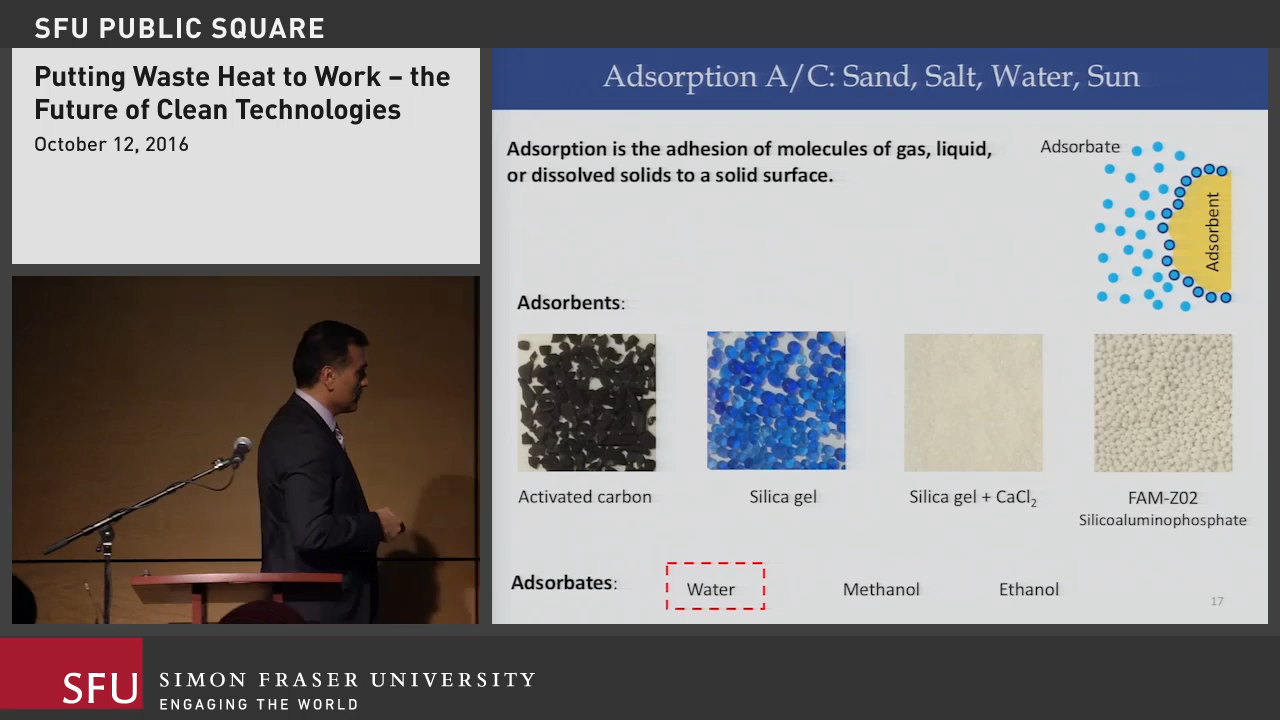 SFU PUBLIC SQUARE
Putting Waste Heat to Work – the
Future of Clean Technologies
October 12, 2016
Adsorption A/C: Sand, Salt, Water, Sun
Adsorption is the adhesion of molecules of gas, liquid,
or dissolved solids to a solid surface.
Adsorbate
Adsorbent
Adsorbents:
Activated carbon
Silica gel
Silica gel + CaCl₂
FAM-Z02
Silicoaluminophosphate
Adsorbates:
Water
Methanol
Ethanol
17
SFU
SIMON FRASER UNIVERSITY
ENGAGING THE WORLD